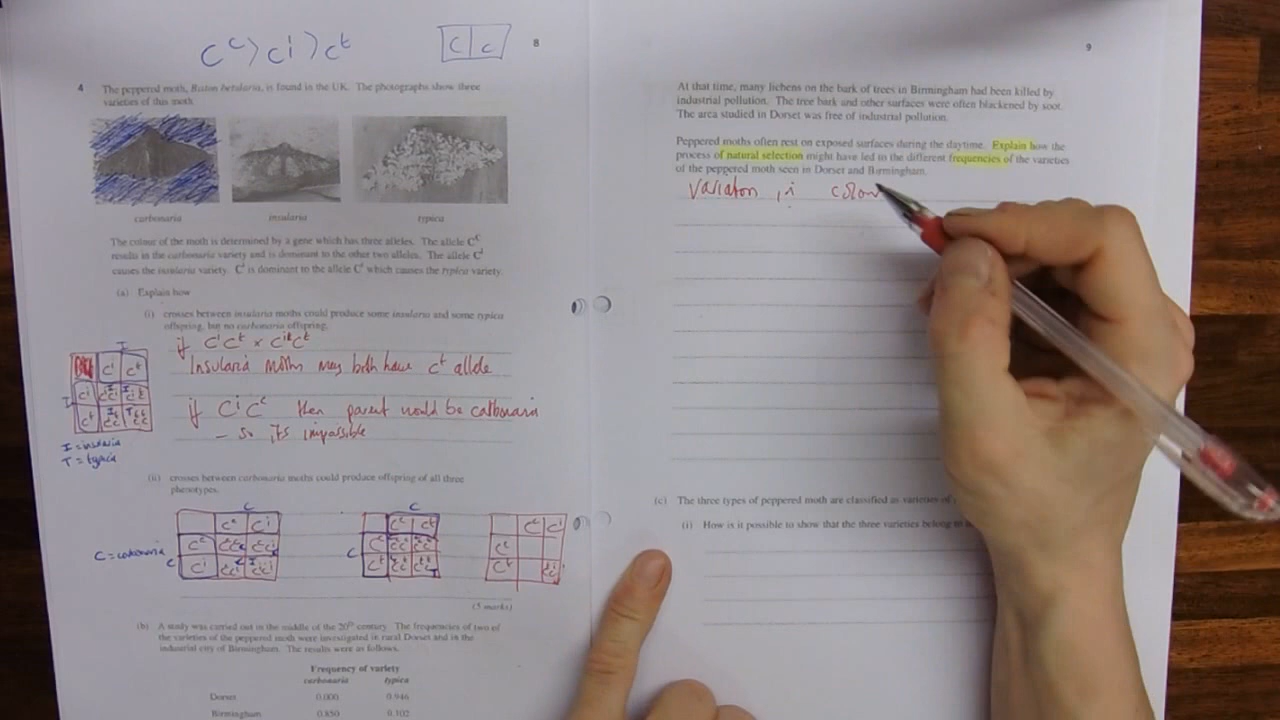 C^c > C^i > C^t
C C
8
4 The peppered moth, Biston betularia, is found in the UK. The photographs show three
varieties of this moth.
carbonaria insularia typica
The colour of the moth is determined by a gene which has three alleles. The allele C^C
results in the carbonaria variety and is dominant to the other two alleles. The allele C^I
causes the insularia variety. C^I is dominant to the allele C^t which causes the typica variety.
(a) Explain how
(i) crosses between insularia moths could produce some insularia and some typica
offspring, but no carbonaria offspring.
Insularia moths may both have C^t allele
then parent would be carbonaria
- so its impossible
I = insularia
T = typica
(ii) crosses between carbonaria moths could produce offspring of all three
phenotypes.
C = carbonaria
(5 marks)
(b) A study was carried out in the middle of the 20th century. The frequencies of two of
the varieties of the peppered moth were investigated in rural Dorset and in the
industrial city of Birmingham. The results were as follows.
Frequency of variety
carbonaria typica
Dorset 0.000 0.946
Birmingham 0.850 0.102
9
At that time, many lichens on the bark of trees in Birmingham had been killed by
industrial pollution. The tree bark and other surfaces were often blackened by soot.
The area studied in Dorset was free of industrial pollution.
Peppered moths often rest on exposed surfaces during the daytime. Explain how the
process of natural selection might have led to the different frequencies of the varieties
of the peppered moth seen in Dorset and Birmingham.
Variaton in colou
(c) The three types of peppered moth are classified as varieties of
(i) How is it possible to show that the three varieties belong to